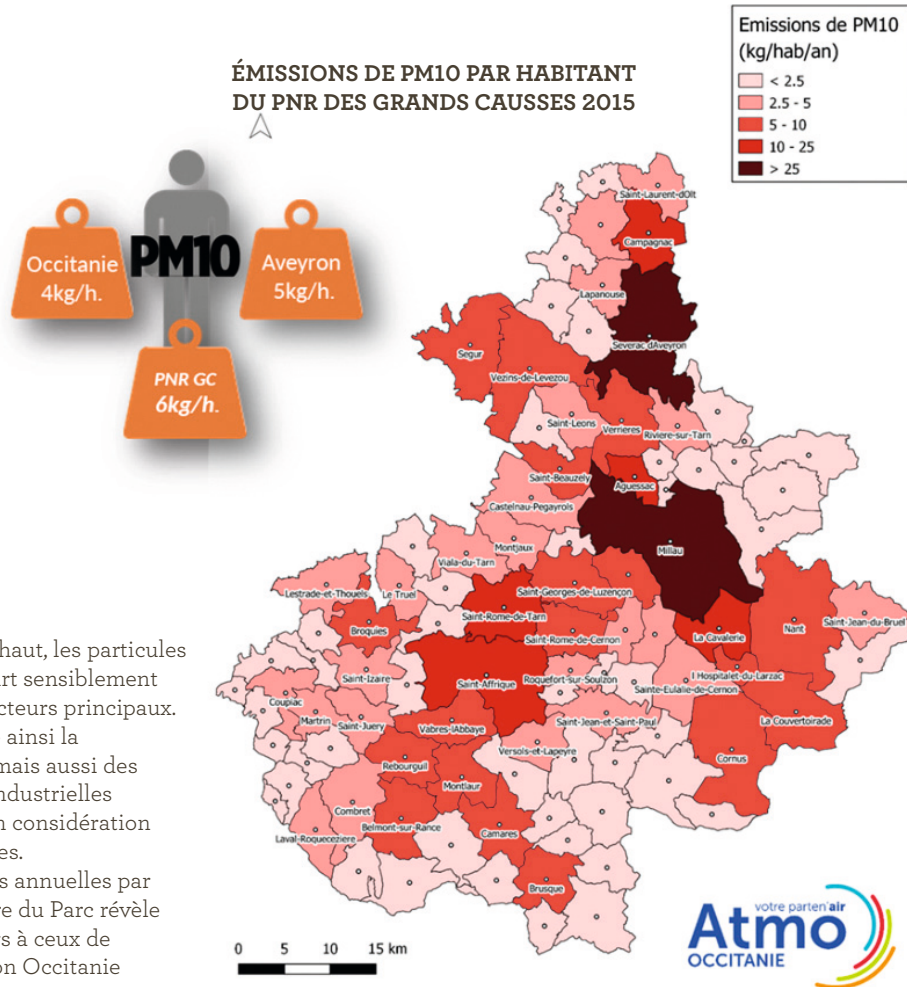 Emissions de PM10
(kg/hab/an)
< 2.5
2.5 - 5
5 - 10
10 - 25
> 25
ÉMISSIONS DE PM10 PAR HABITANT
DU PNR DES GRANDS CAUSSES 2015
Occitanie
4kg/h.
PM10
Aveyron
5kg/h.
PNR GC
6kg/h.
Saint-Laurent-dOlt
Campagnac
Lapanouse
Severac dAveyron
Segur
Vezins-de-Levezou
Saint-Leons
Verrieres
Riviere-sur-Tarn
Saint-Beauzely
Aguessac
Castelnau-Pegayrols
Millau
Montjaux
Viala-du-Tarn
Lestrade-et-Thouels
Le Truel
Saint-Georges-de-Luzençon
Saint-Rome-de-Tarn
Broquies
Saint-Rome-de-Cernon
La Cavalerie
Nant
Saint-Jean-du-Bruel
Saint-Izaire
Saint-Affrique
Roquefort-sur-Soulzon
l Hospitalet-du-Larzac
Sainte-Eulalie-de-Cernon
Coupiac
Martrin
Saint-Juery
Vabres-lAbbaye
Saint-Jean-et-Saint-Paul
La Couvertoirade
Versols-et-Lapeyre
Cornus
Rebourguil
Montlaur
Combret
Belmont-sur-Rance
Camares
Laval-Roqueceziere
Brusque
haut, les particules
rt sensiblement
cteurs principaux.
ainsi la
mais aussi des
ndustrielles
n considération
es.
s annuelles par
re du Parc révèle
rs à ceux de
on Occitanie
0 5 10 15 km
votre parten'air
Atmo
OCCITANIE